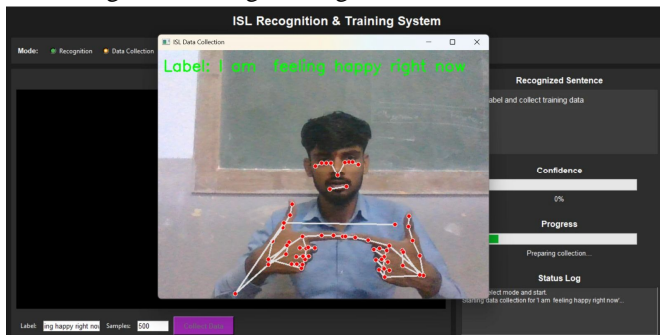 ISL Recognition & Training System
Mode: Recognition Data Collection
ISL Data Collection
Label: I am  feeling happy right now
Recognized Sentence
abel and collect training data
Confidence
0%
Progress
Preparing collection...
Status Log
elect mode and start.
Starting data collection for 'I am  feeling happy right now'...
Label: ing happy right no Samples: 500 Collect Data